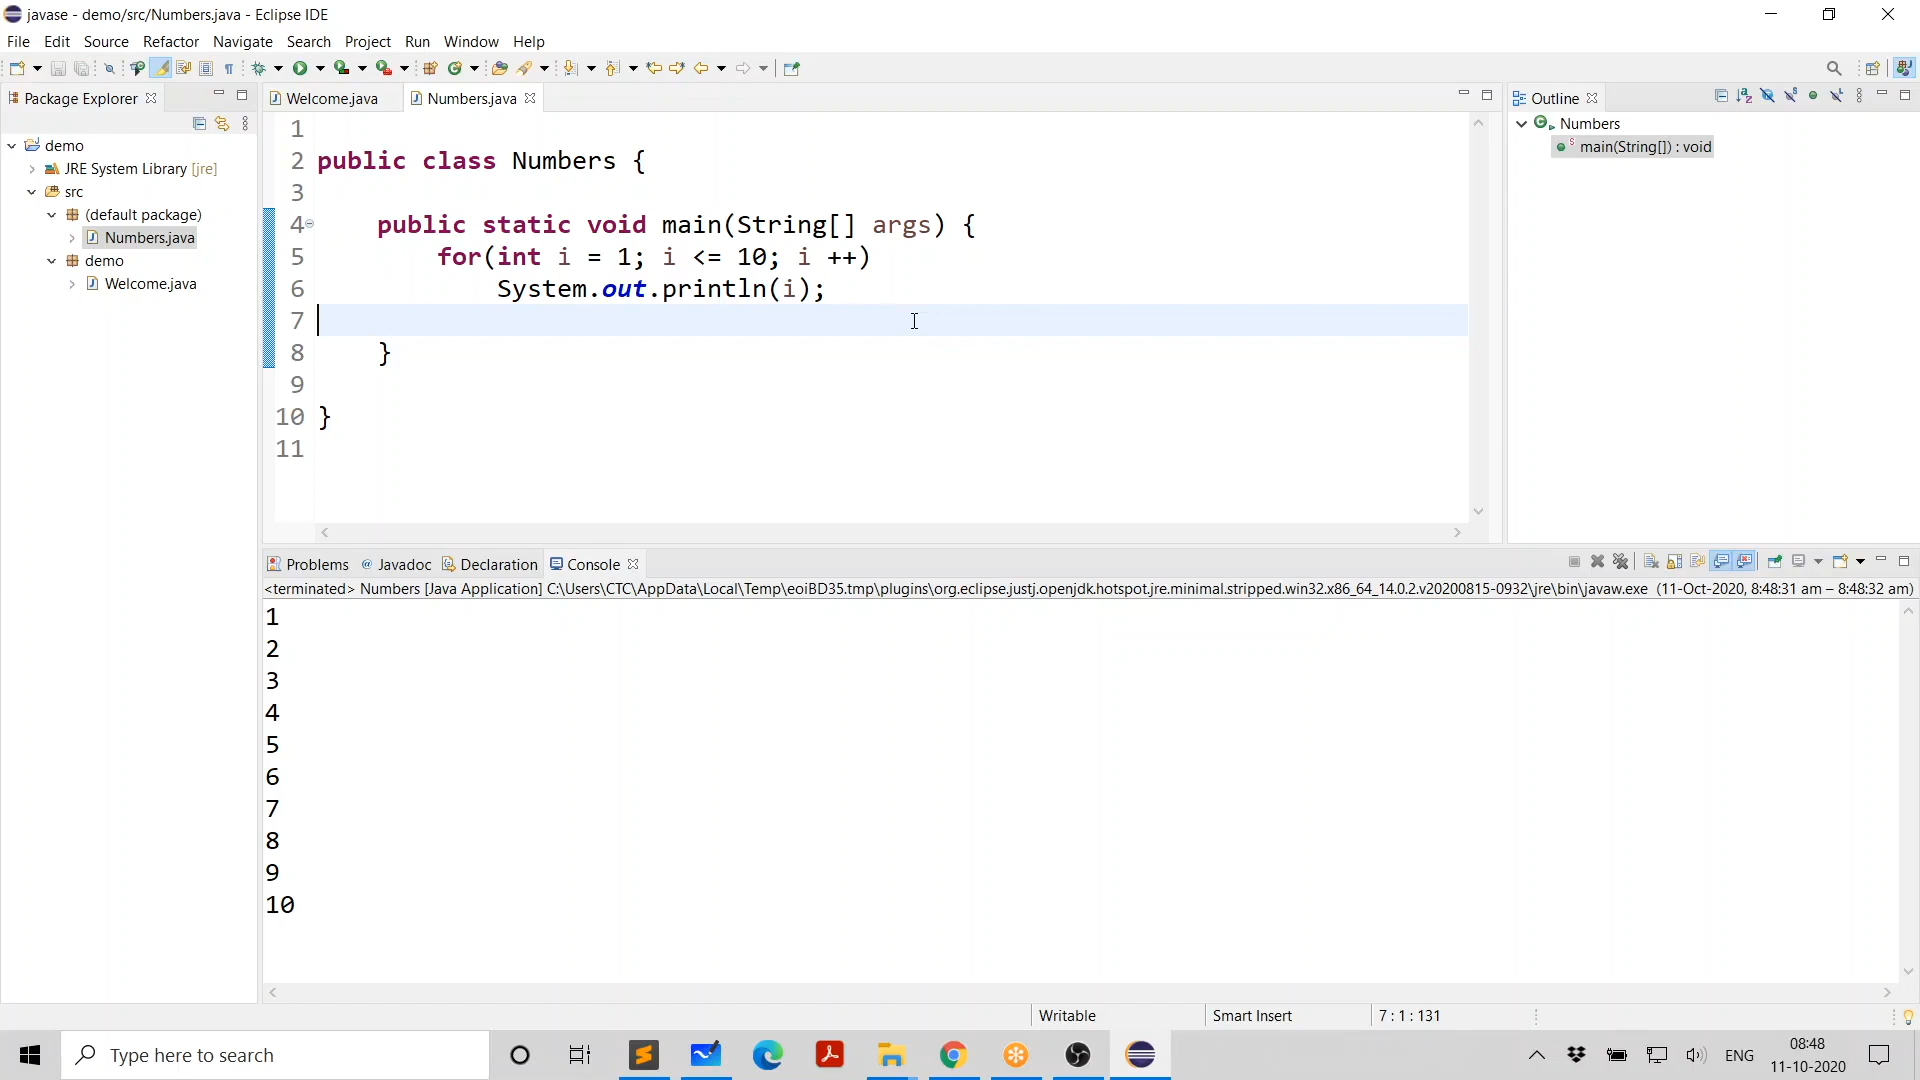 javase - demo/src/Numbers.java - Eclipse IDE
File Edit Source Refactor Navigate Search Project Run Window Help
Package Explorer
demo
JRE System Library [jre]
src
(default package)
Numbers.java
demo
Welcome.java
Welcome.java Numbers.java
1
2 public class Numbers {
3
4 public static void main(String[] args) {
5 for(int i = 1; i <= 10; i ++)
6 System.out.println(i);
7
8 }
9
10 }
11
Outline
Numbers
main(String[]) : void
Problems Javadoc Declaration Console
<terminated> Numbers [Java Application] C:\Users\CTC\AppData\Local\Temp\eoiBD35.tmp\plugins\org.eclipse.justj.openjdk.hotspot.jre.minimal.stripped.win32.x86_64_14.0.2.v20200815-0932\jre\bin\javaw.exe (11-Oct-2020, 8:48:31 am – 8:48:32 am)
1
2
3
4
5
6
7
8
9
10
Writable Smart Insert 7 : 1 : 131
Type here to search
ENG
08:48
11-10-2020